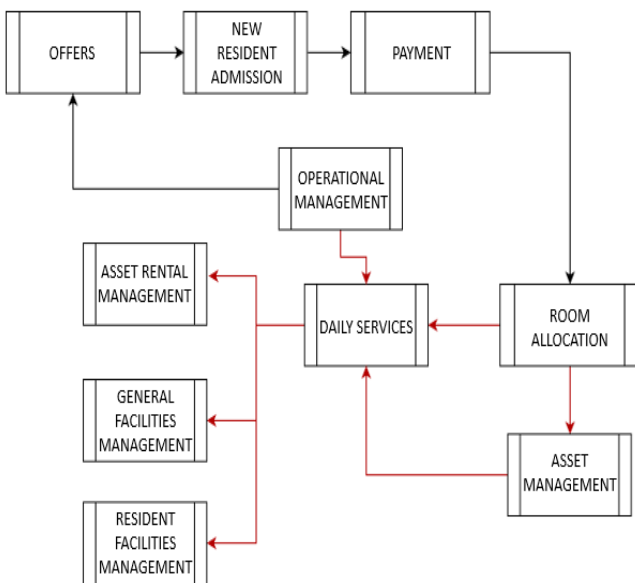 OFFERS
NEW
RESIDENT
ADMISSION
PAYMENT
OPERATIONAL
MANAGEMENT
ASSET RENTAL
MANAGEMENT
DAILY SERVICES
ROOM
ALLOCATION
GENERAL
FACILITIES
MANAGEMENT
ASSET
MANAGEMENT
RESIDENT
FACILITIES
MANAGEMENT